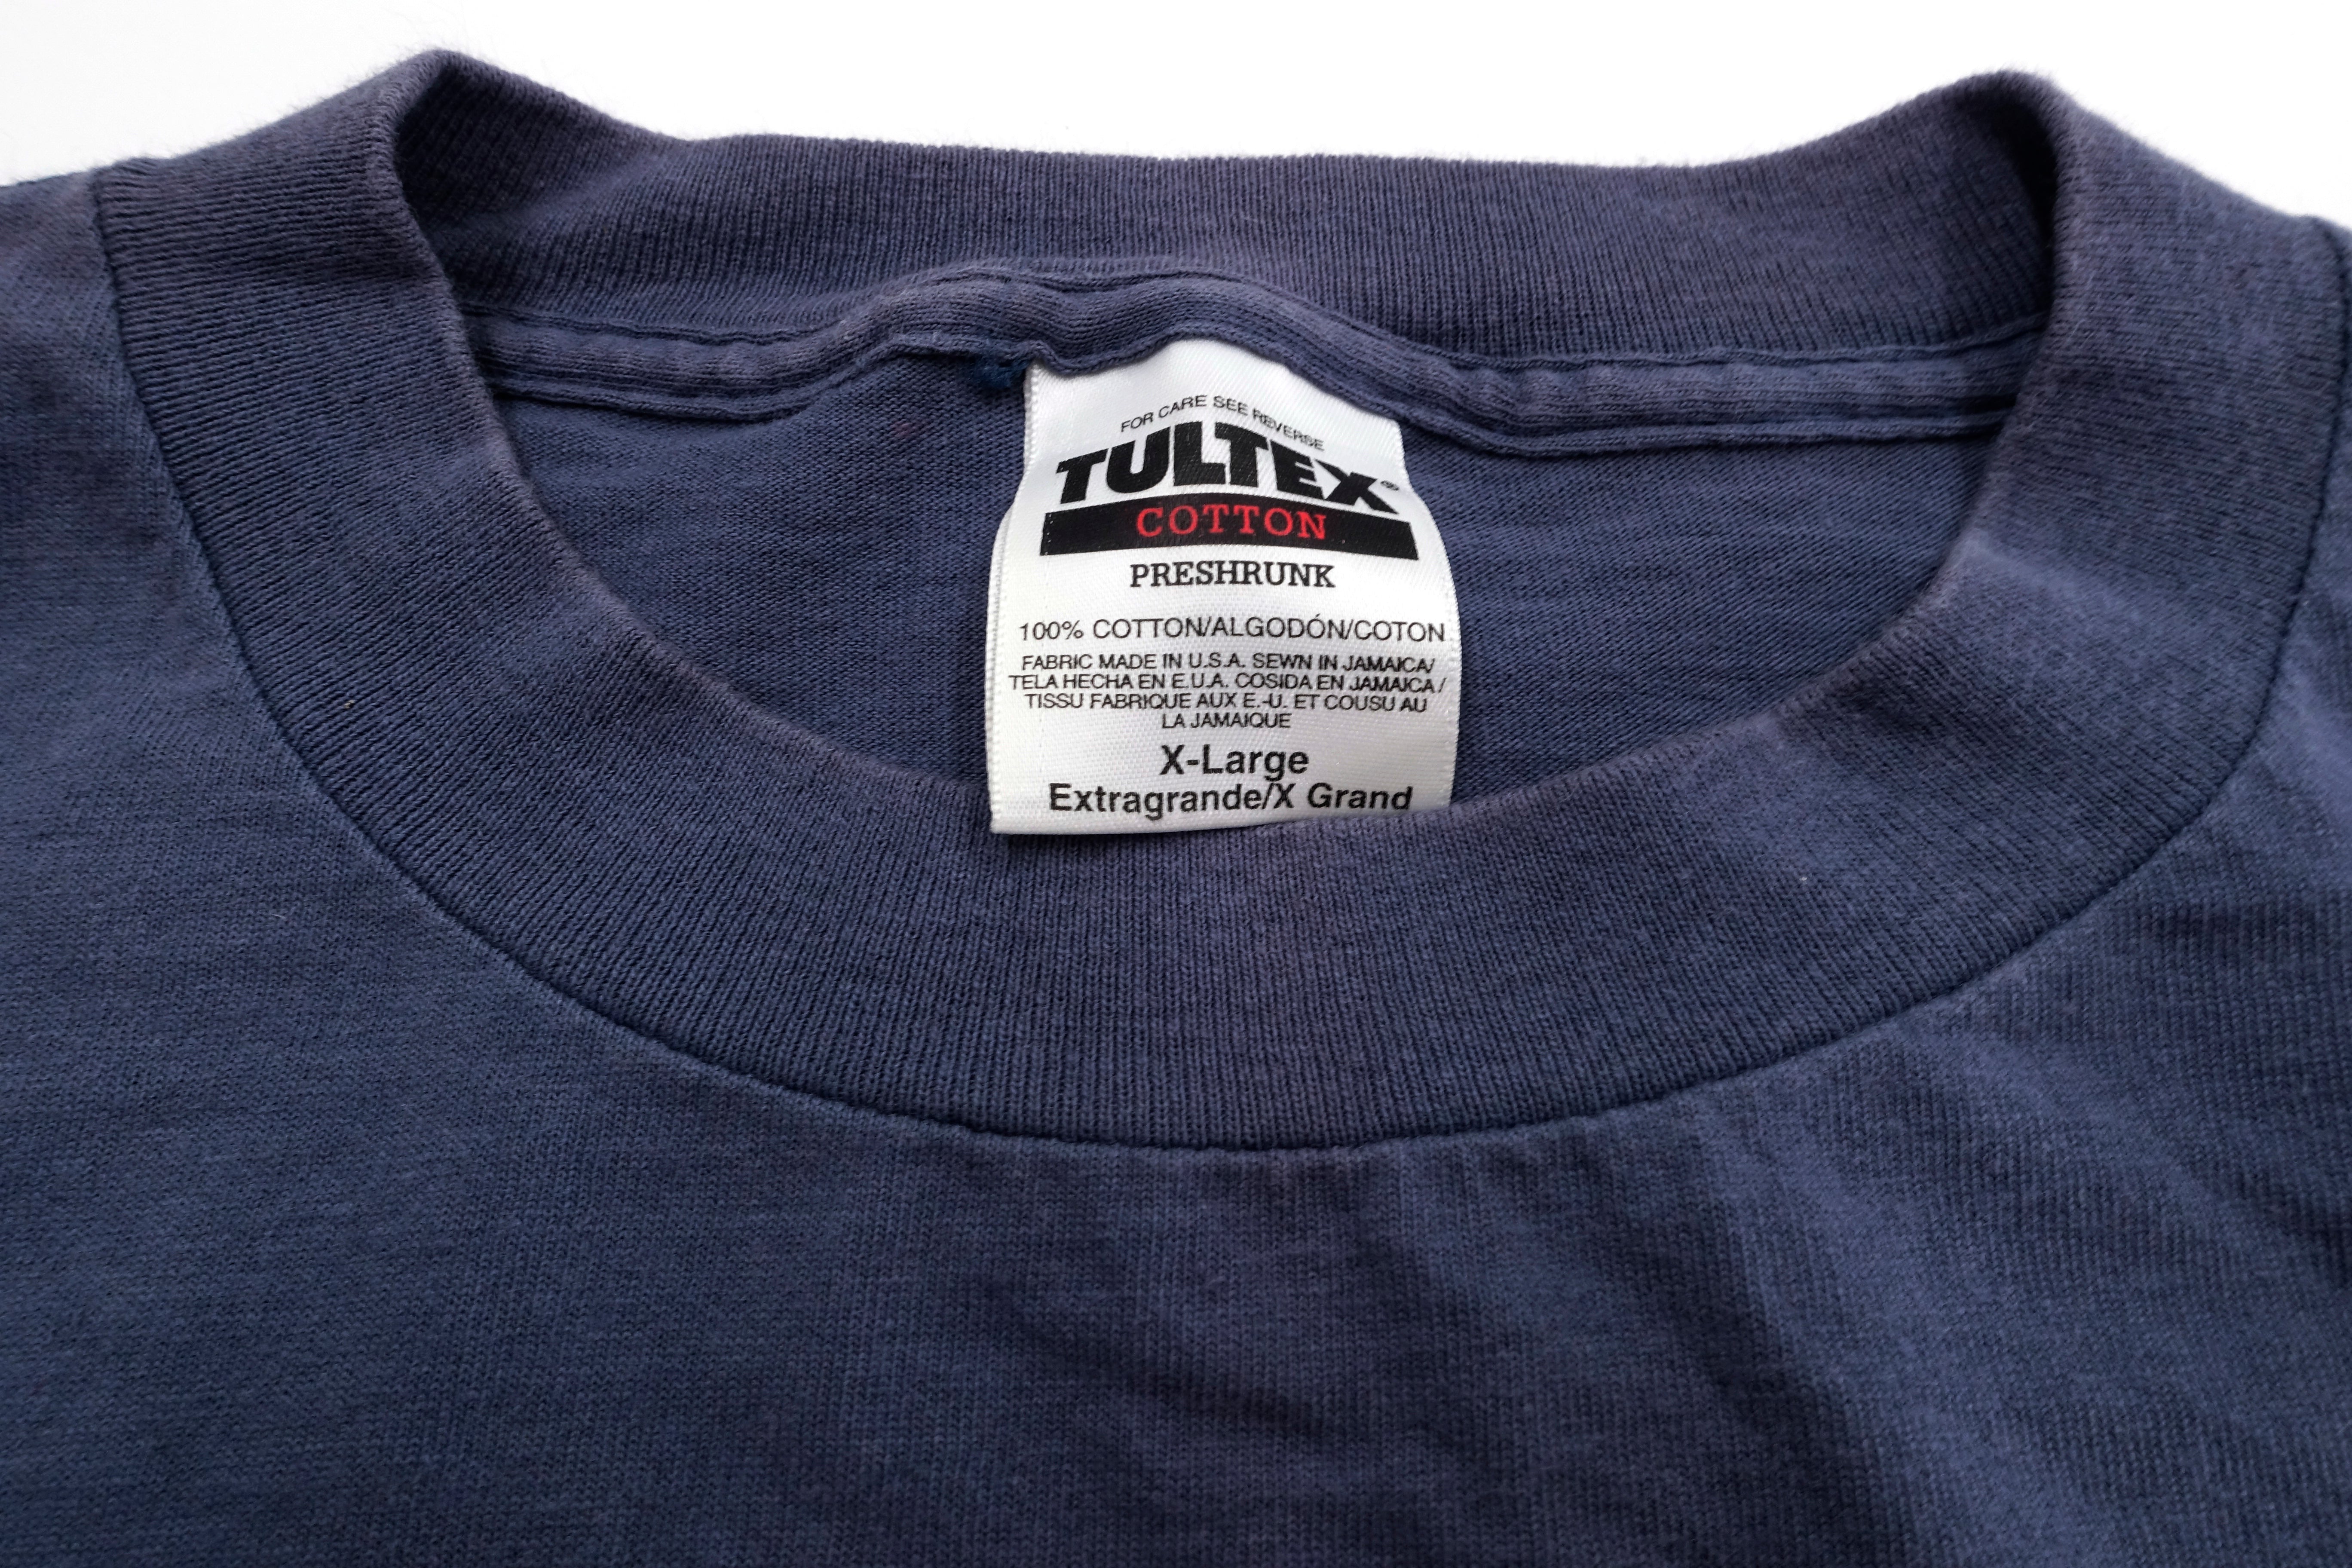 FOR CARE SEE REVERSE
TULTEX®
COTTON
PRESHRUNK
100% COTTON/ALGODÓN/COTON
FABRIC MADE IN U.S.A. SEWN IN JAMAICA/
TELA HECHA EN E.U.A. COSIDA EN JAMAICA/
TISSU FABRIQUE AUX E.-U. ET COUSU AU
LA JAMAIQUE
X-Large
Extragrande/X Grand